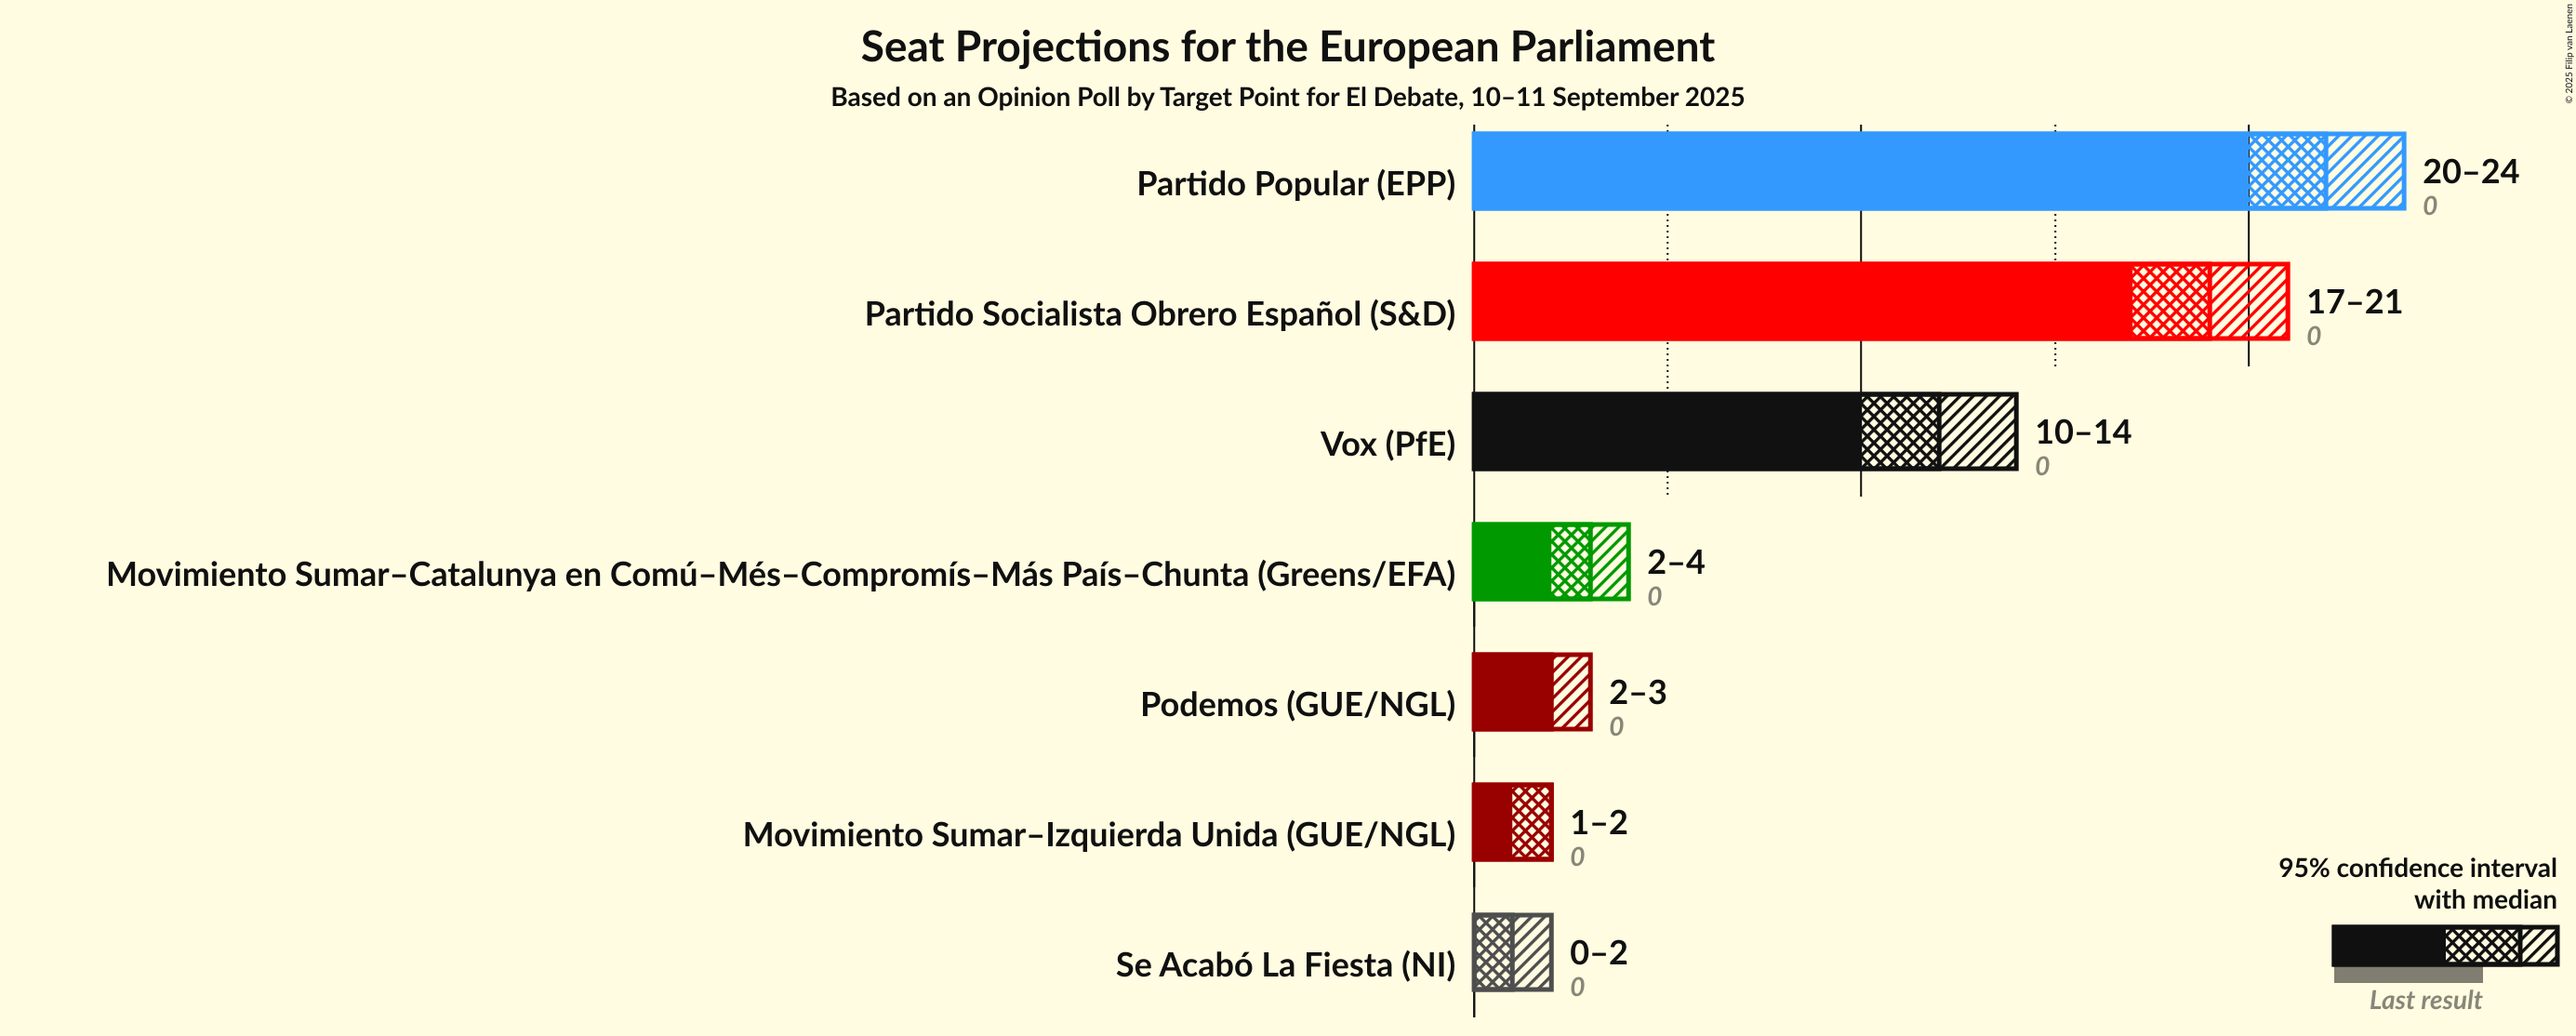 Seat Projections for the European Parliament
Based on an Opinion Poll by Target Point for El Debate, 10–11 September 2025
© 2025 Filip van Laenen
Partido Popular (EPP)
20–24
0
Partido Socialista Obrero Español (S&D)
17–21
0
Vox (PfE)
10–14
0
Movimiento Sumar–Catalunya en Comú–Més–Compromís–Más País–Chunta (Greens/EFA)
2–4
0
Podemos (GUE/NGL)
2–3
0
Movimiento Sumar–Izquierda Unida (GUE/NGL)
1–2
0
Se Acabó La Fiesta (NI)
0–2
0
95% confidence interval
with median
Last result